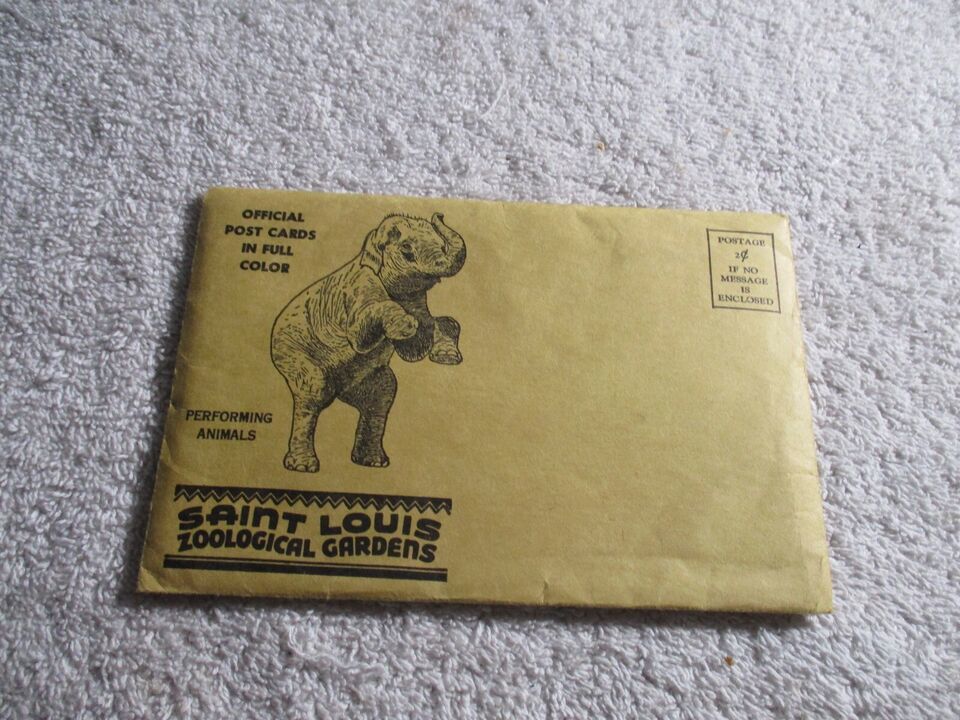 OFFICIAL
POST CARDS
IN FULL
COLOR
POSTAGE
2¢
IF NO
MESSAGE
IS
ENCLOSED
PERFORMING
ANIMALS
SAINT LOUIS
ZOOLOGICAL GARDENS